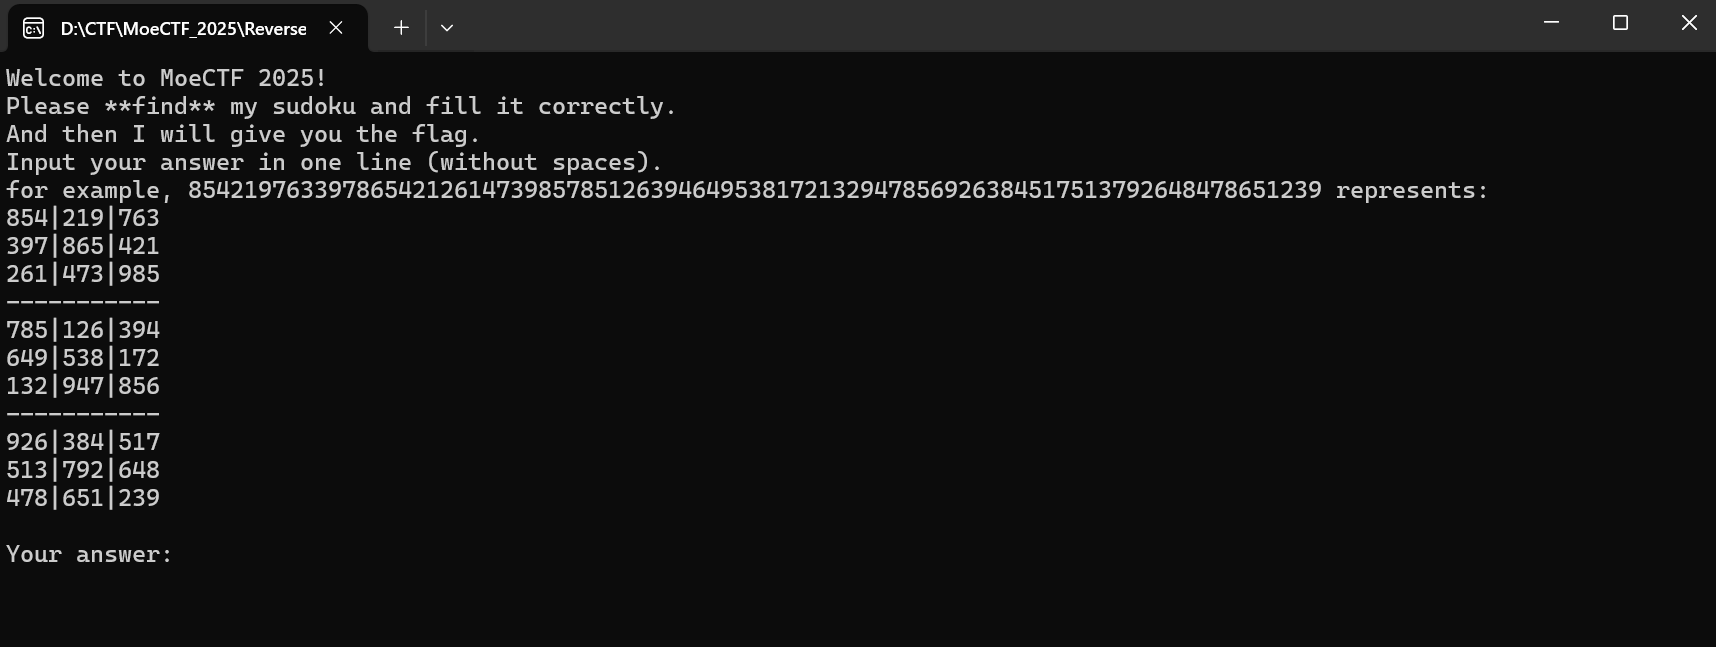 D:\CTF\MoeCTF_2025\Reverse
Welcome to MoeCTF 2025!
Please **find** my sudoku and fill it correctly.
And then I will give you the flag.
Input your answer in one line (without spaces).
for example, 854219763397865421261473985785126394649538172132947856926384517513792648478651239 represents:
854|219|763
397|865|421
261|473|985
-----------
785|126|394
649|538|172
132|947|856
-----------
926|384|517
513|792|648
478|651|239
Your answer: